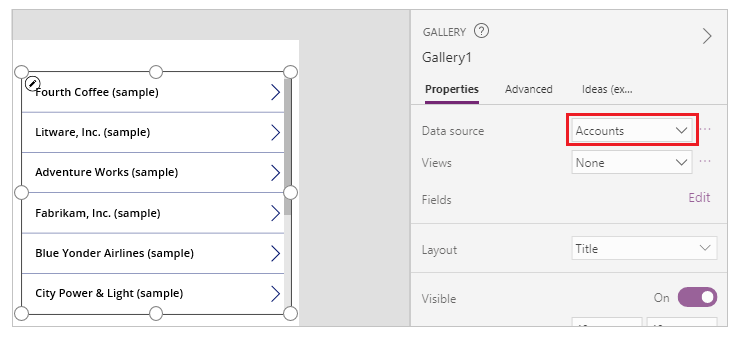 Fourth Coffee (sample)
Litware, Inc. (sample)
Adventure Works (sample)
Fabrikam, Inc. (sample)
Blue Yonder Airlines (sample)
City Power & Light (sample)
GALLERY ?
Gallery1
Properties Advanced Ideas (ex...
Data source Accounts ...
Views None ...
Fields Edit
Layout Title
Visible On